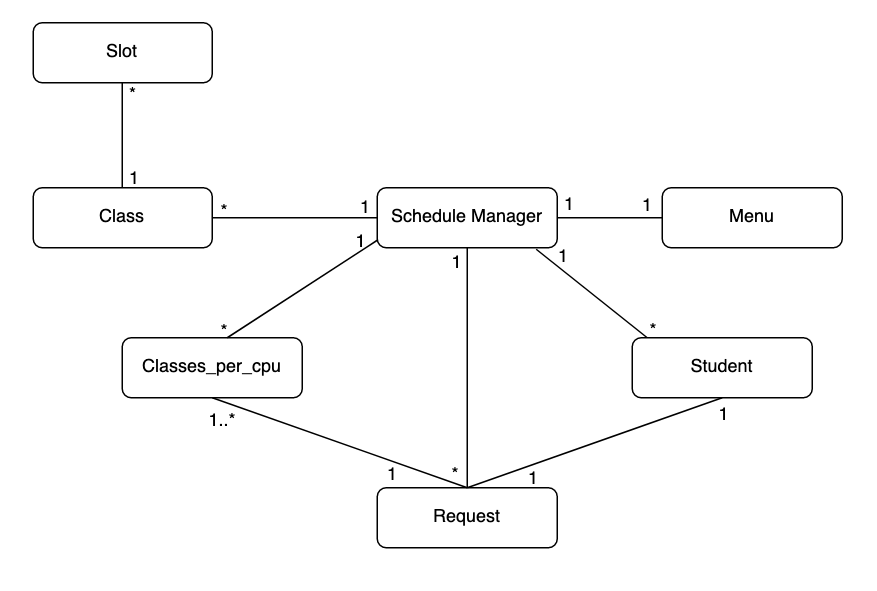 Slot
*
1
Class
*
1
Schedule Manager
1
1
Menu
1
1
1
*
*
Classes_per_cpu
Student
1..*
1
1
*
1
Request